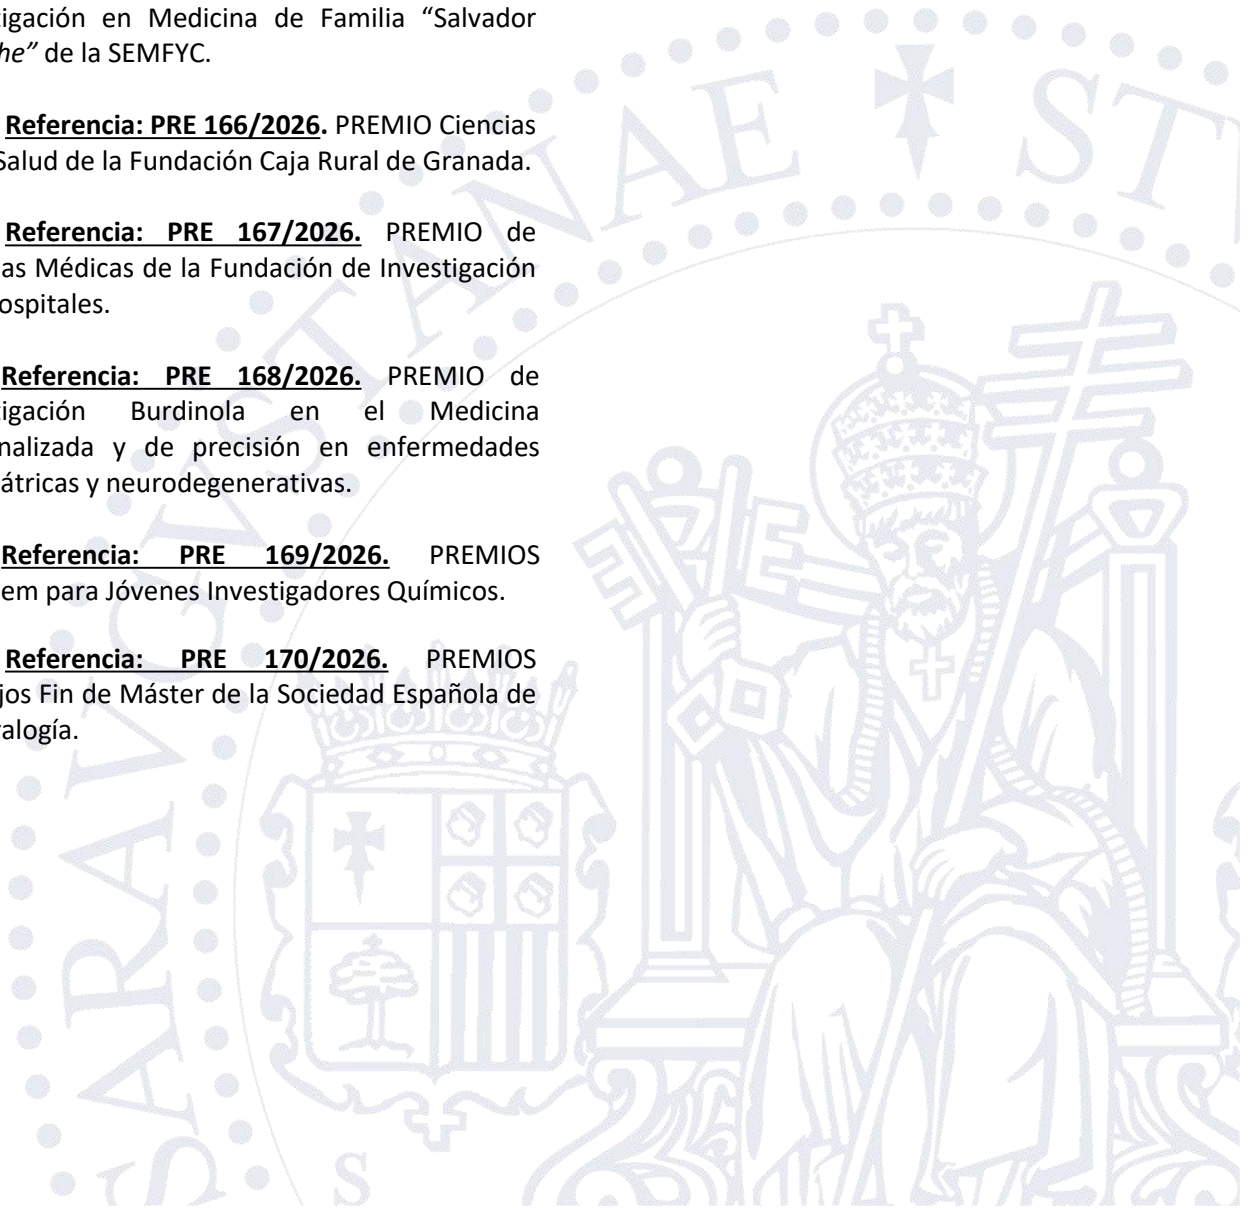 tigación en Medicina de Familia “Salvador
he” de la SEMFYC.
Referencia: PRE 166/2026. PREMIO Ciencias
Salud de la Fundación Caja Rural de Granada.
Referencia: PRE 167/2026. PREMIO de
as Médicas de la Fundación de Investigación
ospitales.
Referencia: PRE 168/2026. PREMIO de
tigación Burdinola en el Medicina
nalizada y de precisión en enfermedades
átricas y neurodegenerativas.
Referencia: PRE 169/2026. PREMIOS
em para Jóvenes Investigadores Químicos.
Referencia: PRE 170/2026. PREMIOS
jos Fin de Máster de la Sociedad Española de
alogía.
SARAVGVSTANAE ST
S